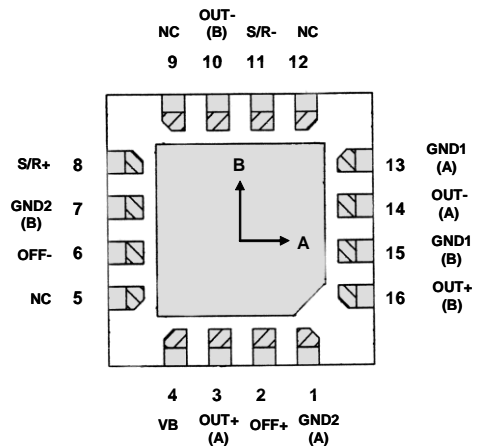 OUT-
NC (B) S/R- NC
9 10 11 12
S/R+ 8
GND2 7
(B)
OFF- 6
NC 5
B
A
13 GND1
(A)
14 OUT-
(A)
15 GND1
(B)
16 OUT+
(B)
4 3 2 1
VB OUT+ OFF+ GND2
(A) (A)